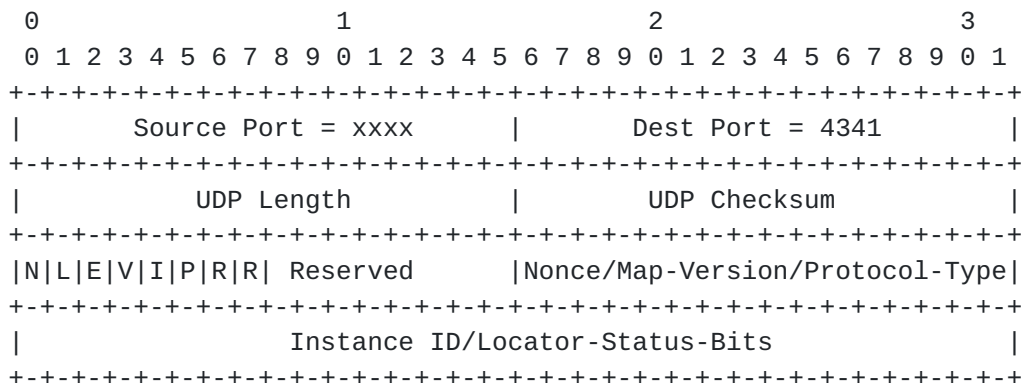 0                   1                   2                   3
 0 1 2 3 4 5 6 7 8 9 0 1 2 3 4 5 6 7 8 9 0 1 2 3 4 5 6 7 8 9 0 1
+-+-+-+-+-+-+-+-+-+-+-+-+-+-+-+-+-+-+-+-+-+-+-+-+-+-+-+-+-+-+-+-+
|       Source Port = xxxx      |       Dest Port = 4341        |
+-+-+-+-+-+-+-+-+-+-+-+-+-+-+-+-+-+-+-+-+-+-+-+-+-+-+-+-+-+-+-+-+
|           UDP Length          |        UDP Checksum           |
+-+-+-+-+-+-+-+-+-+-+-+-+-+-+-+-+-+-+-+-+-+-+-+-+-+-+-+-+-+-+-+-+
|N|L|E|V|I|P|R|R| Reserved      |Nonce/Map-Version/Protocol-Type|
+-+-+-+-+-+-+-+-+-+-+-+-+-+-+-+-+-+-+-+-+-+-+-+-+-+-+-+-+-+-+-+-+
|                 Instance ID/Locator-Status-Bits               |
+-+-+-+-+-+-+-+-+-+-+-+-+-+-+-+-+-+-+-+-+-+-+-+-+-+-+-+-+-+-+-+-+